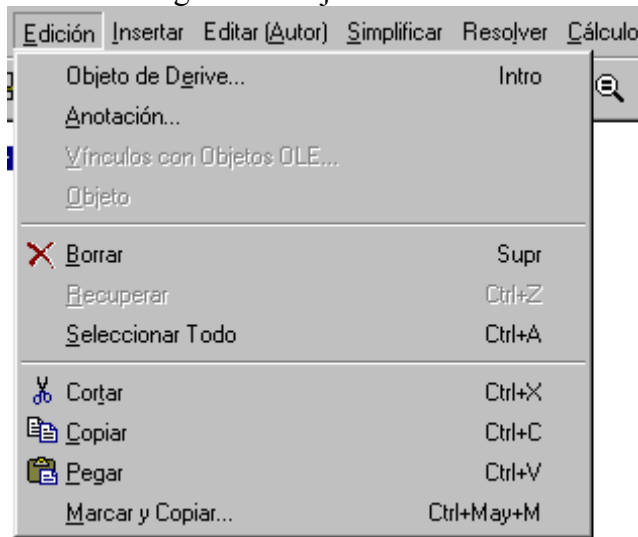 Edición Insertar Editar (Autor) Simplificar Resolver Cálculo
Objeto de Derive... Intro
Anotación...
Vínculos con Objetos OLE...
Objeto
Borrar Supr
Recuperar Ctrl+Z
Seleccionar Todo Ctrl+A
Cortar Ctrl+X
Copiar Ctrl+C
Pegar Ctrl+V
Marcar y Copiar... Ctrl+May+M